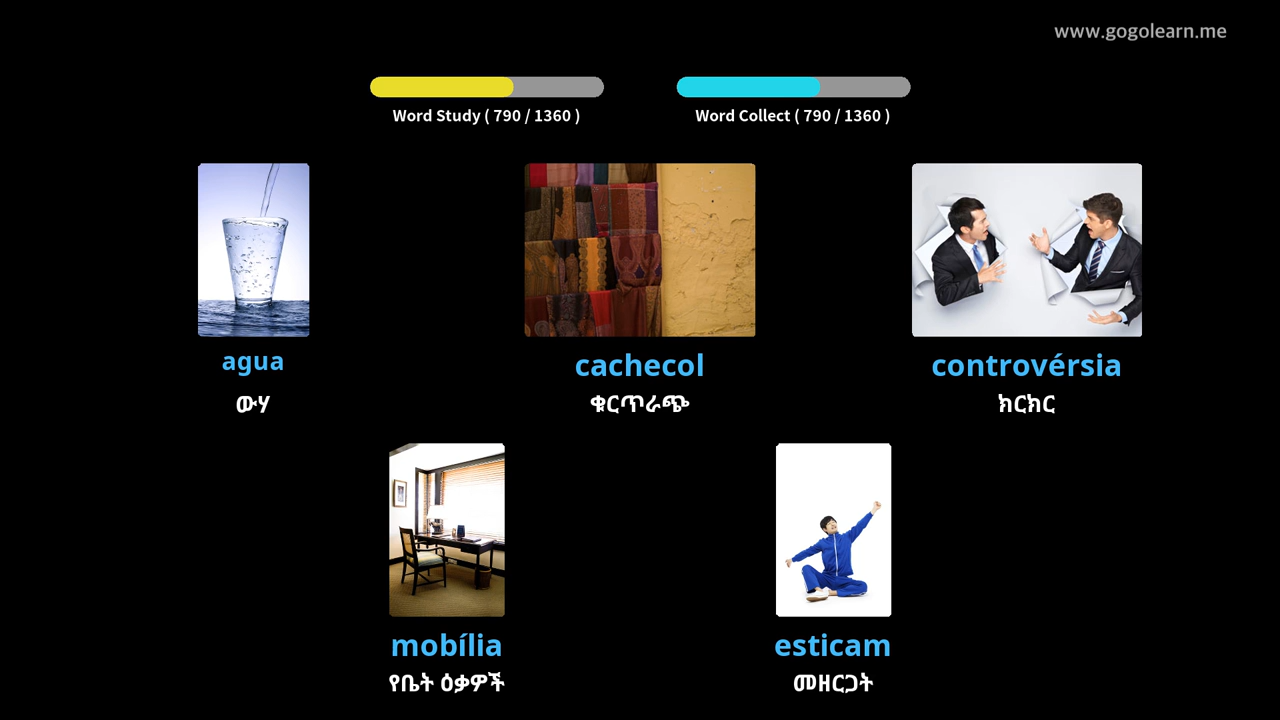 www.gogolearn.me
Word Study ( 790 / 1360 )
Word Collect ( 790 / 1360 )
agua
ውሃ
cachecol
ቁርጥራጭ
controvérsia
ክርክር
mobília
የቤት ዕቃዎች
esticam
መዘርጋት